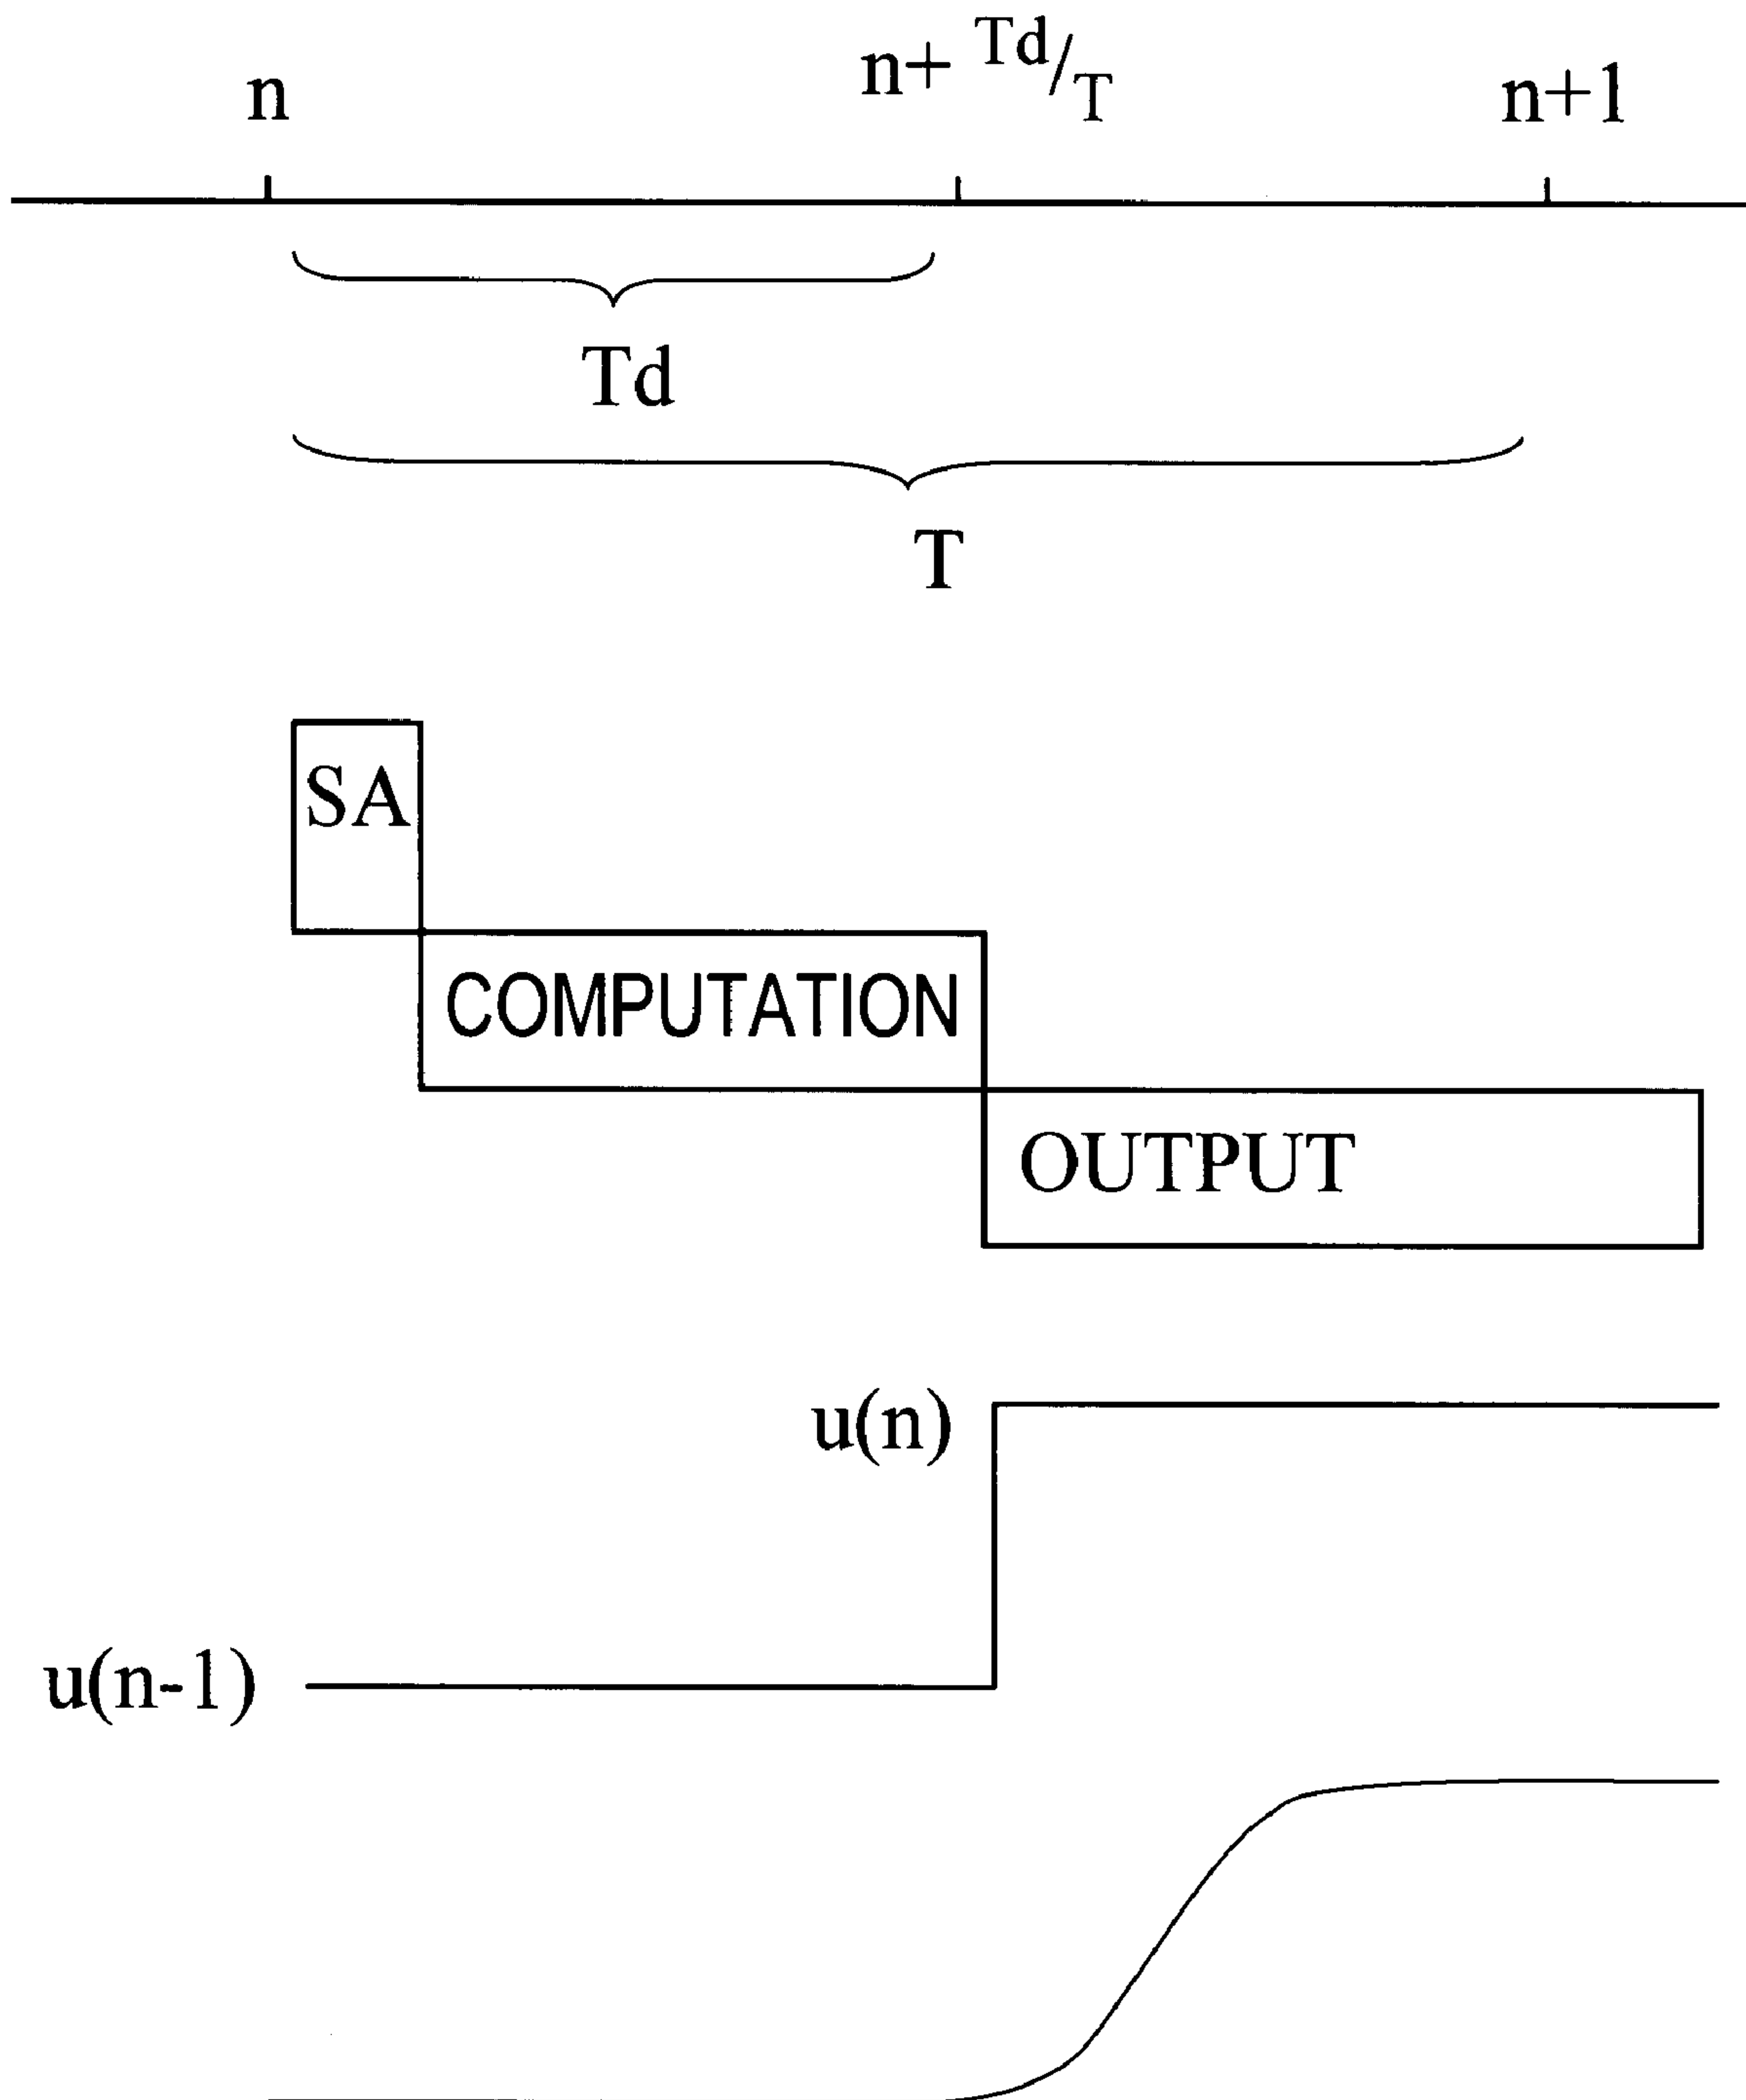 n
n+ Td/T
n+1
Td
T
SA
COMPUTATION
OUTPUT
u(n)
u(n-1)